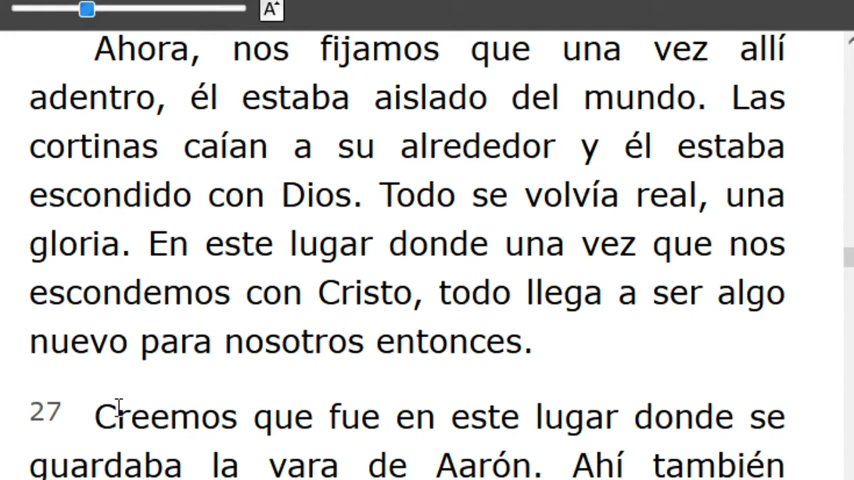 A
Ahora, nos fijamos que una vez allí
adentro, él estaba aislado del mundo. Las
cortinas caían a su alrededor y él estaba
escondido con Dios. Todo se volvía real, una
gloria. En este lugar donde una vez que nos
escondemos con Cristo, todo llega a ser algo
nuevo para nosotros entonces.
27 Creemos que fue en este lugar donde se
guardaba la vara de Aarón. Ahí también